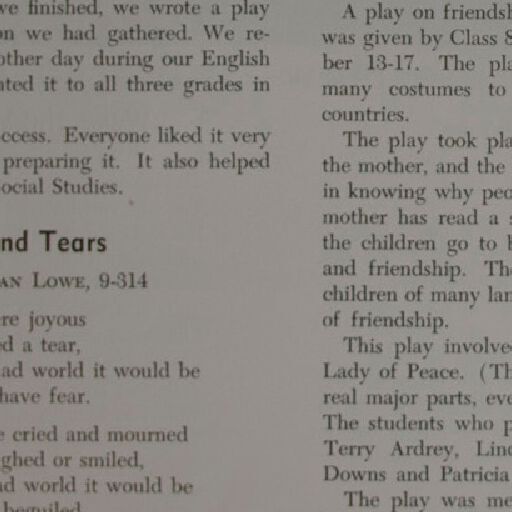 we finished, we wrote a play
on we had gathered. We re-
other day during our English
ated it to all three grades in
ccess. Everyone liked it very
preparing it. It also helped
ocial Studies.
nd Tears
AN LOWE, 9-314
re joyous
d a tear,
ad world it would be
have fear.
e cried and mourned
ghed or smiled,
ad world it would be
beguiled
A play on friendsh
was given by Class 8
ber 13-17. The pla
many costumes to
countries.
The play took pla
the mother, and the
in knowing why peo
mother has read a s
the children go to b
and friendship. Th
children of many lan
of friendship.
This play involve
Lady of Peace. (Th
real major parts, eve
The students who p
Terry Ardrey, Lind
Downs and Patricia
The play was me